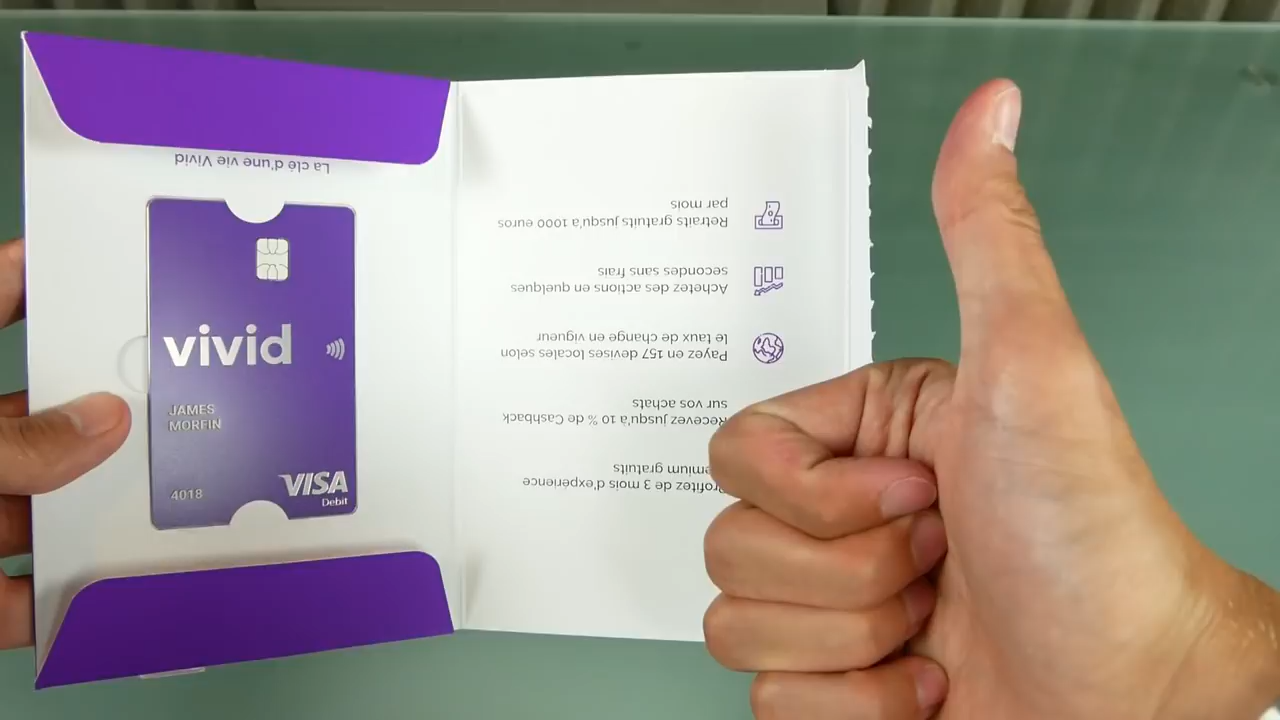 La clé d'une vie Vivid
vivid
JAMES
MORFIN
4018
VISA
Debit
Profitez de 3 mois d'expérience
Premium gratuits
Recevez jusqu'à 10 % de Cashback
sur vos achats
Payez en 157 devises locales selon
le taux de change en vigueur
Achetez des actions en quelques
secondes sans frais
Retraits gratuits jusqu'à 1000 euros
par mois